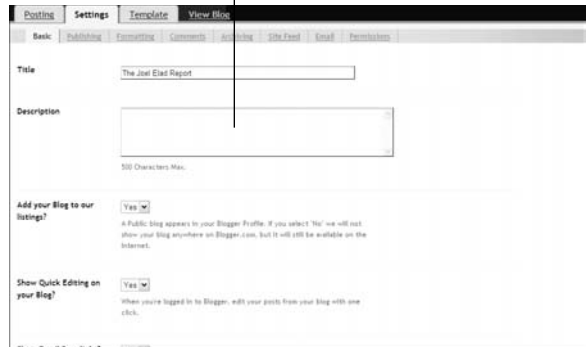 Posting Settings Template View Blog
Basic Publishing Formatting Comments Archiving Site Feed Email Permissions
Title
The Joel Elad Report
Description
500 Characters Max.
Add your Blog to our
listings?
Yes
A Public blog appears in your Blogger Profile. If you select 'No' we will not
show your blog anywhere on Blogger.com, but it will still be available on the
Internet.
Show Quick Editing on
your Blog?
Yes
When you're logged in to Blogger, edit your posts from your blog with one
click.